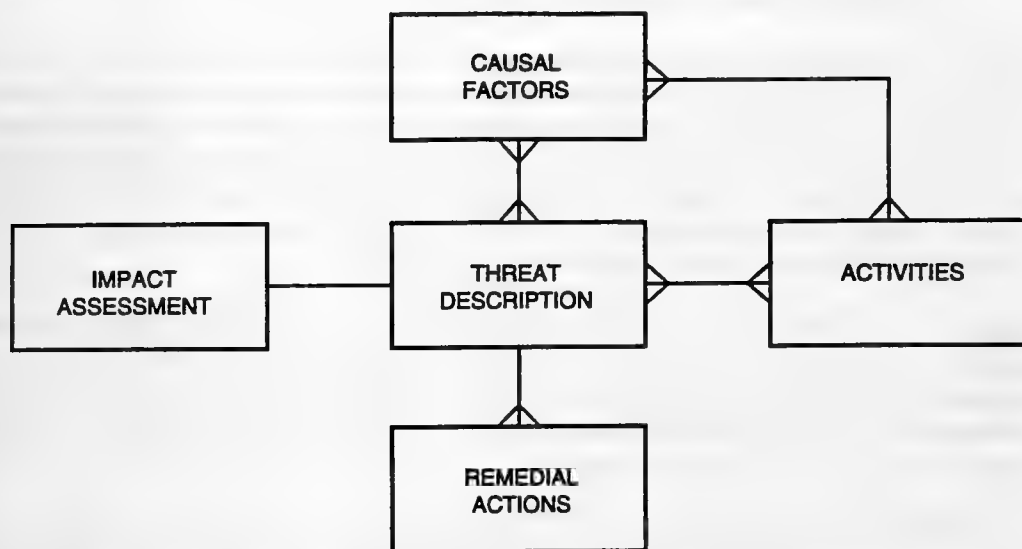 CAUSAL
FACTORS
IMPACT
ASSESSMENT
THREAT
DESCRIPTION
ACTIVITIES
REMEDIAL
ACTIONS